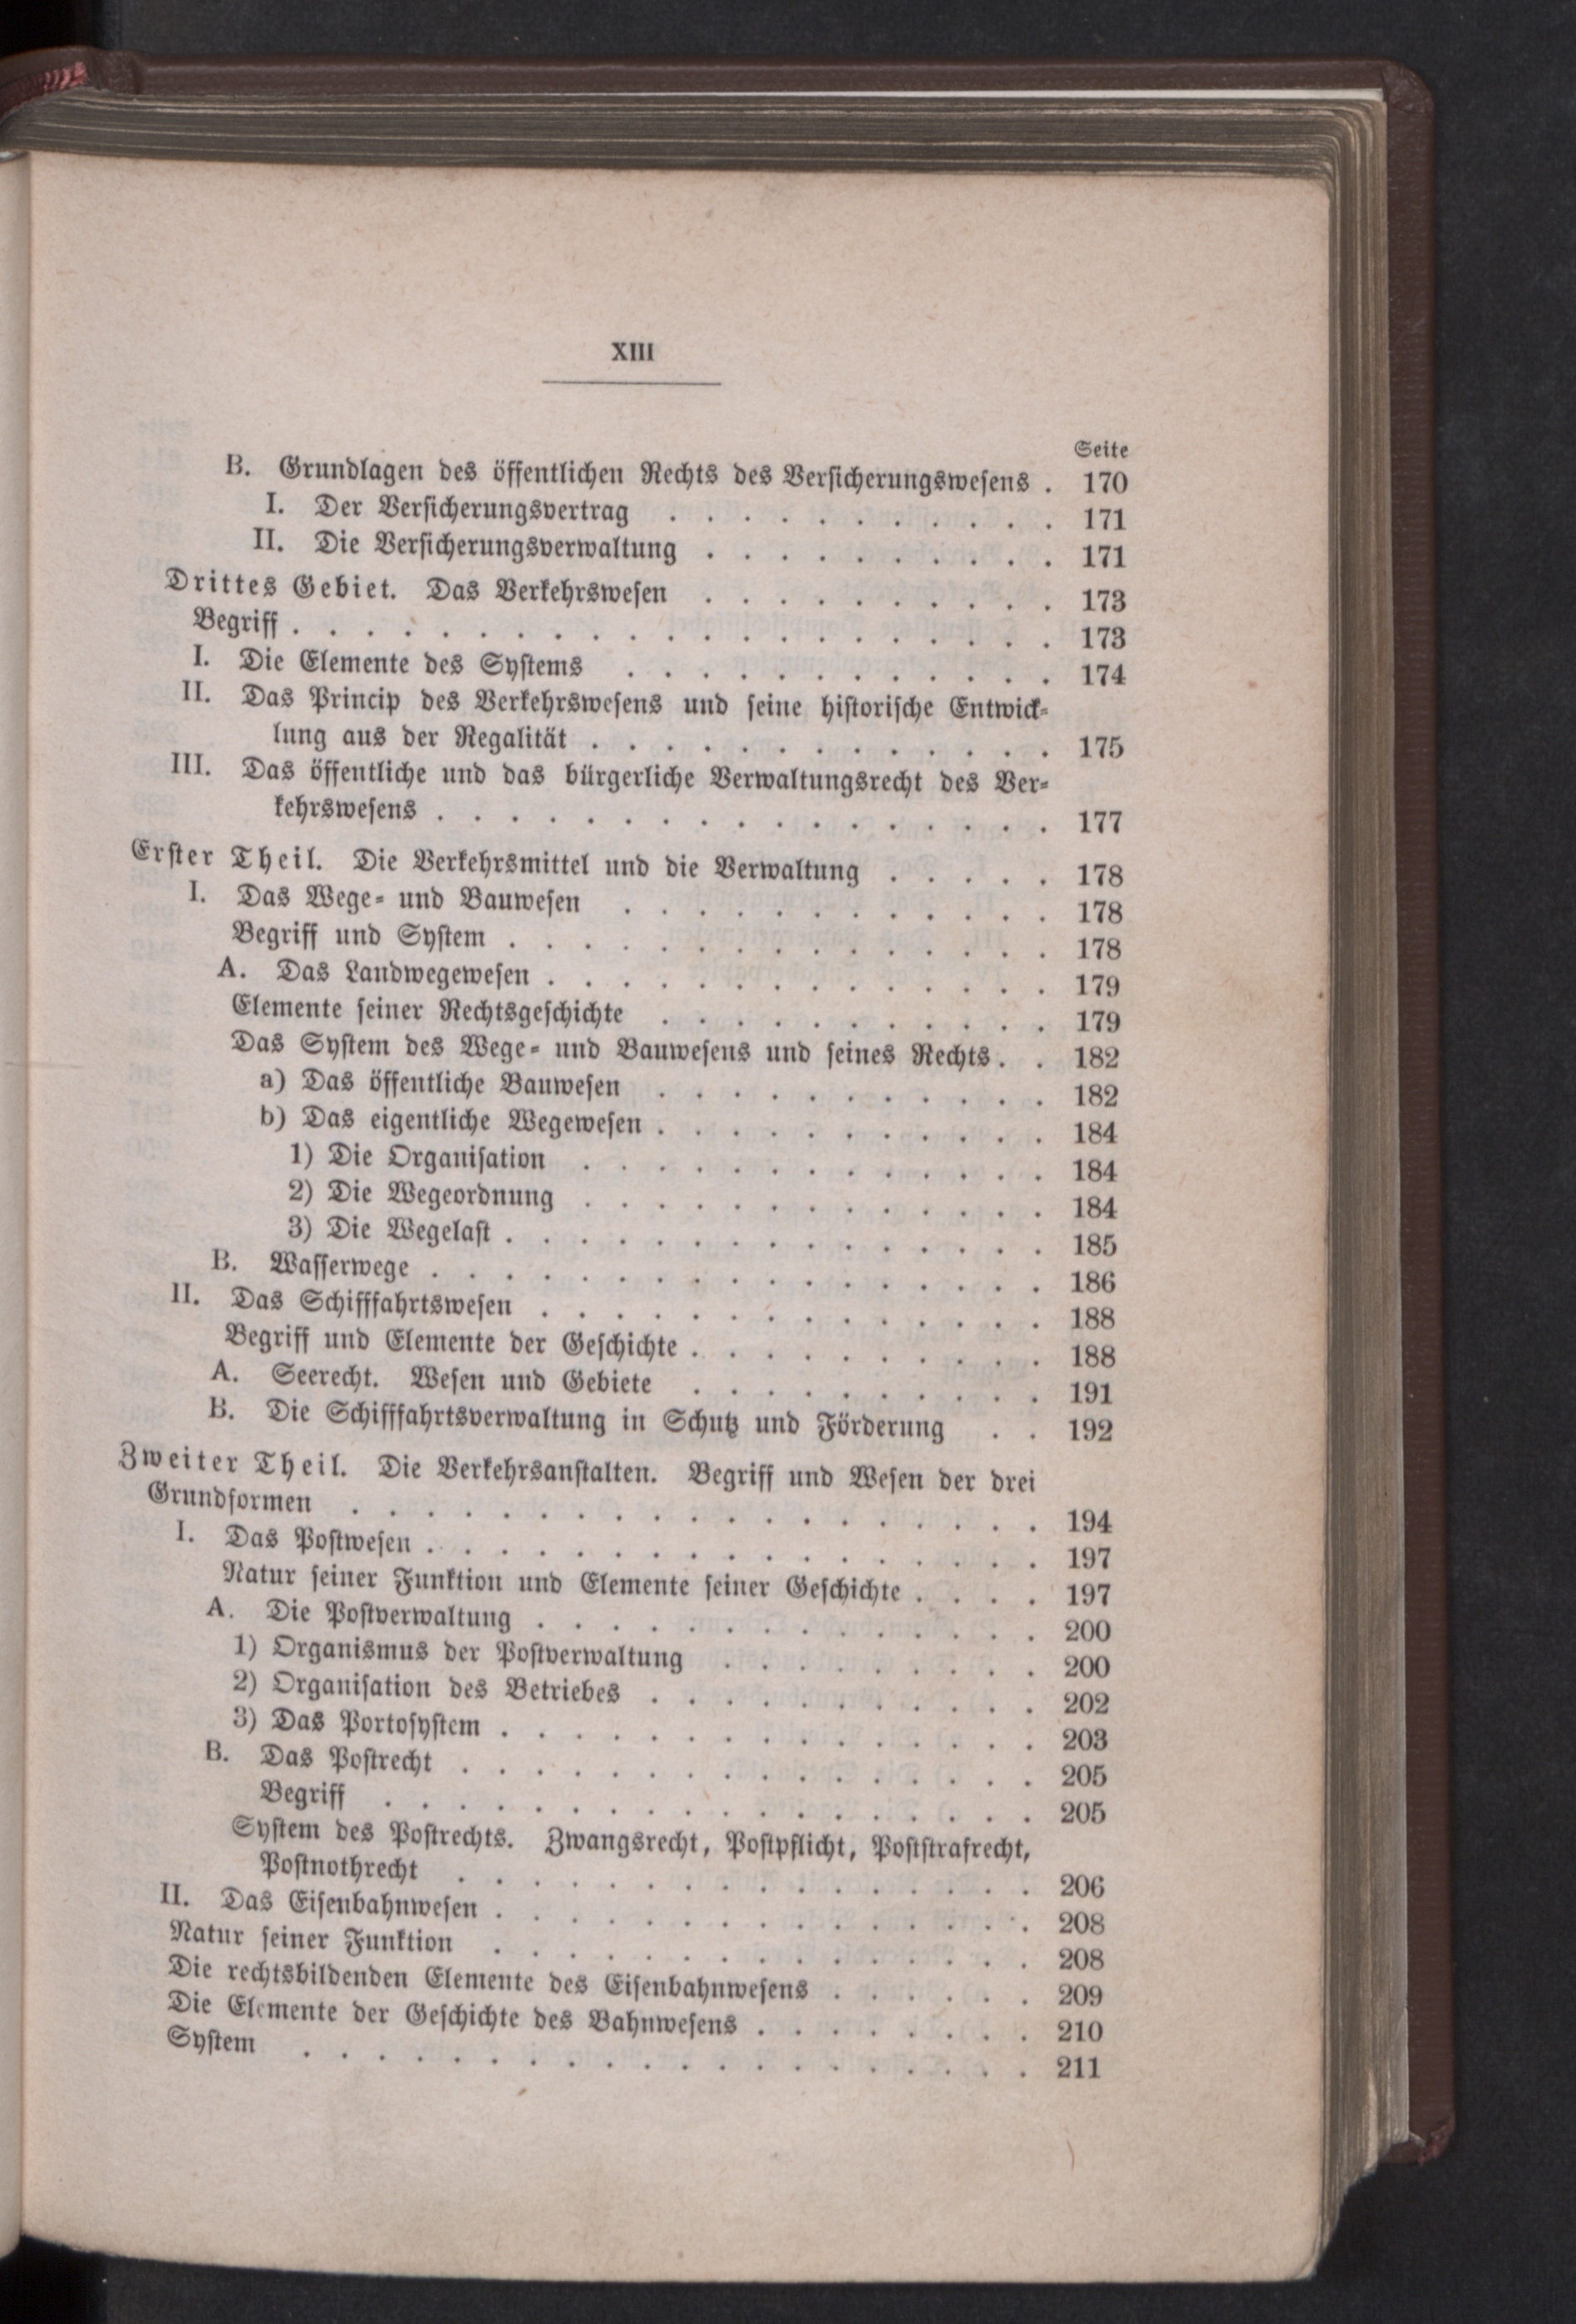 XIII
Seite
B. Grundlagen des öffentlichen Rechts des Versicherungswesens . 170
I. Der Versicherungsvertrag . . . . . . . . . . . 171
II. Die Versicherungsverwaltung . . . . . . . . . . 171
Drittes Gebiet. Das Verkehrswesen . . . . . . . . . . 173
Begriff . . . . . . . . . . . . . . . . . . . . . 173
I. Die Elemente des Systems . . . . . . . . . . . . 174
II. Das Princip des Verkehrswesens und seine historische Entwick-
lung aus der Regalität . . . . . . . . . . . . . 175
III. Das öffentliche und das bürgerliche Verwaltungsrecht des Ver-
kehrswesens . . . . . . . . . . . . . . . . . 177
Erster Theil. Die Verkehrsmittel und die Verwaltung . . . . . 178
I. Das Wege- und Bauwesen . . . . . . . . . . . . 178
Begriff und System . . . . . . . . . . . . . . . 178
A. Das Landwegewesen . . . . . . . . . . . . . . 179
Elemente seiner Rechtsgeschichte . . . . . . . . . . . 179
Das System des Wege- und Bauwesens und seines Rechts . . 182
a) Das öffentliche Bauwesen . . . . . . . . . . . 182
b) Das eigentliche Wegewesen . . . . . . . . . . . 184
1) Die Organisation . . . . . . . . . . . . . 184
2) Die Wegeordnung . . . . . . . . . . . . . 184
3) Die Wegelast . . . . . . . . . . . . . . . 185
B. Wasserwege . . . . . . . . . . . . . . . . . 186
II. Das Schifffahrtswesen . . . . . . . . . . . . . . 188
Begriff und Elemente der Geschichte . . . . . . . . . . 188
A. Seerecht. Wesen und Gebiete . . . . . . . . . . 191
B. Die Schifffahrtsverwaltung in Schutz und Förderung . . 192
Zweiter Theil. Die Verkehrsanstalten. Begriff und Wesen der drei
Grundformen . . . . . . . . . . . . . . . . . . . 194
I. Das Postwesen . . . . . . . . . . . . . . . . . 197
Natur seiner Funktion und Elemente seiner Geschichte . . . . 197
A. Die Postverwaltung . . . . . . . . . . . . . . 200
1) Organismus der Postverwaltung . . . . . . . . . 200
2) Organisation des Betriebes . . . . . . . . . . . 202
3) Das Portosystem . . . . . . . . . . . . . . . 203
B. Das Postrecht . . . . . . . . . . . . . . . . 205
Begriff . . . . . . . . . . . . . . . . . . 205
System des Postrechts. Zwangsrecht, Postpflicht, Poststrafrecht,
Postnothrecht . . . . . . . . . . . . . . . . 206
II. Das Eisenbahnwesen . . . . . . . . . . . . . . . 208
Natur seiner Funktion . . . . . . . . . . . . . . . 208
Die rechtsbildenden Elemente des Eisenbahnwesens . . . . . . 209
Die Elemente der Geschichte des Bahnwesens . . . . . . . . 210
System . . . . . . . . . . . . . . . . . . . . 211